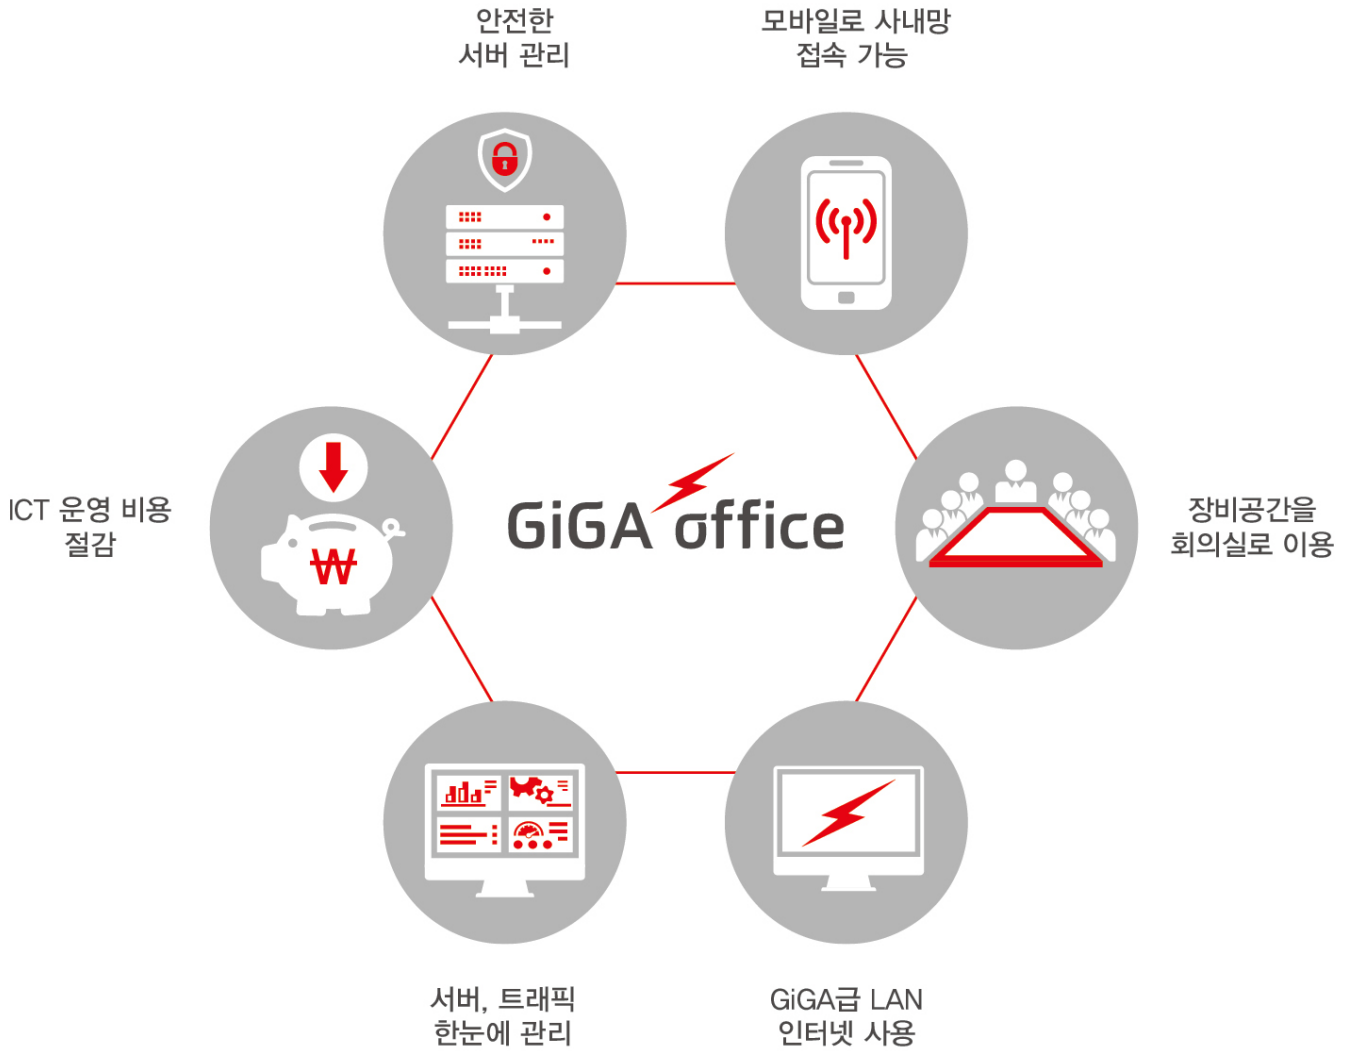 안전한
서버 관리
모바일로 사내망
접속 가능
ICT 운영 비용
절감
₩
GiGA office
장비공간을
회의실로 이용
서버, 트래픽
한눈에 관리
GiGA급 LAN
인터넷 사용